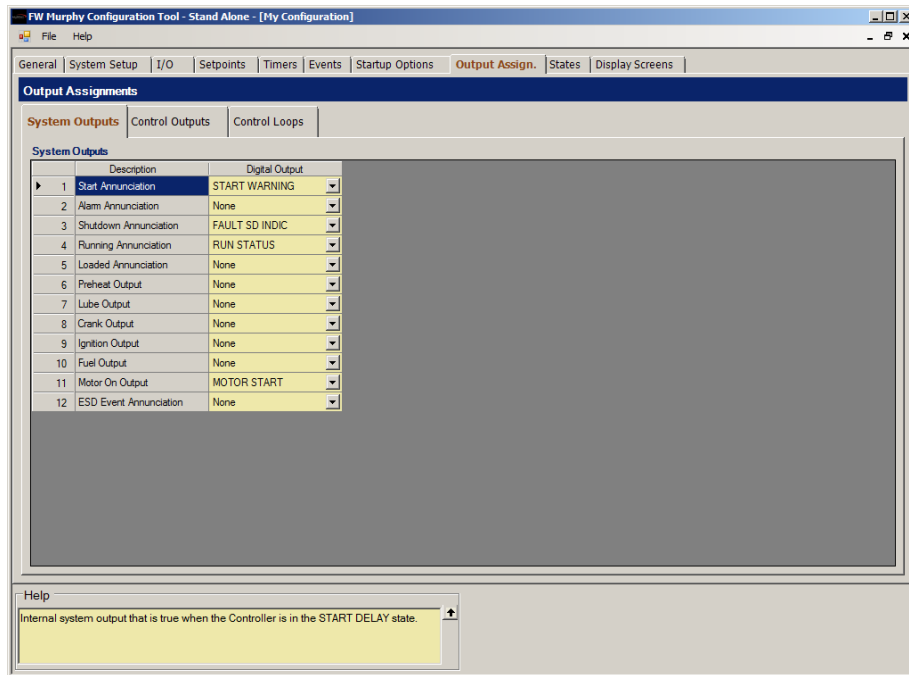 FW Murphy Configuration Tool - Stand Alone - [My Configuration]
File Help
General System Setup I/O Setpoints Timers Events Startup Options Output Assign. States Display Screens
Output Assignments
System Outputs Control Outputs Control Loops
System Outputs
Description Digital Output
1 Start Annunciation START WARNING
2 Alarm Annunciation None
3 Shutdown Annunciation FAULT SD INDIC
4 Running Annunciation RUN STATUS
5 Loaded Annunciation None
6 Preheat Output None
7 Lube Output None
8 Crank Output None
9 Ignition Output None
10 Fuel Output None
11 Motor On Output MOTOR START
12 ESD Event Annunciation None
Help
Internal system output that is true when the Controller is in the START DELAY state.